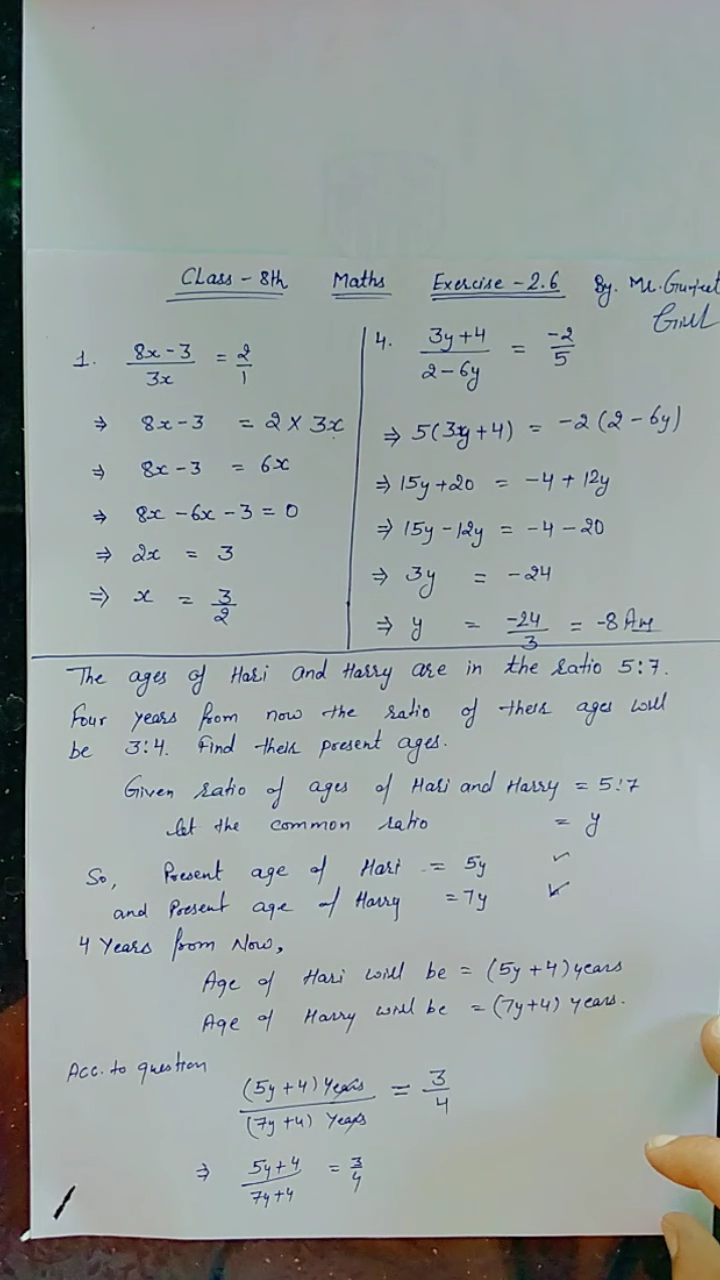 Class - 8th Maths Exercise - 2.6 By. Mr. Gurjeet
Gill
1. (8x - 3)/(3x) = 2/1
⇒ 8x - 3 = 2 × 3x
⇒ 8x - 3 = 6x
⇒ 8x - 6x - 3 = 0
⇒ 2x = 3
⇒ x = 3/2
4. (3y + 4)/(2 - 6y) = -2/5
⇒ 5(3y + 4) = -2(2 - 6y)
⇒ 15y + 20 = -4 + 12y
⇒ 15y - 12y = -4 - 20
⇒ 3y = -24
⇒ y = -24/3 = -8 Ans
The ages of Hari and Harry are in the ratio 5:7.
Four years from now the ratio of their ages will
be 3:4. Find their present ages.
Given ratio of ages of Hari and Harry = 5:7
let the common ratio = y
So, Present age of Hari = 5y ✓
and Present age of Harry = 7y ✓
4 Years from Now,
Age of Hari will be = (5y + 4) years
Age of Harry will be = (7y + 4) years.
Acc. to question
(5y + 4) Years/(7y + 4) Years = 3/4
⇒ (5y + 4)/(7y + 4) = 3/4